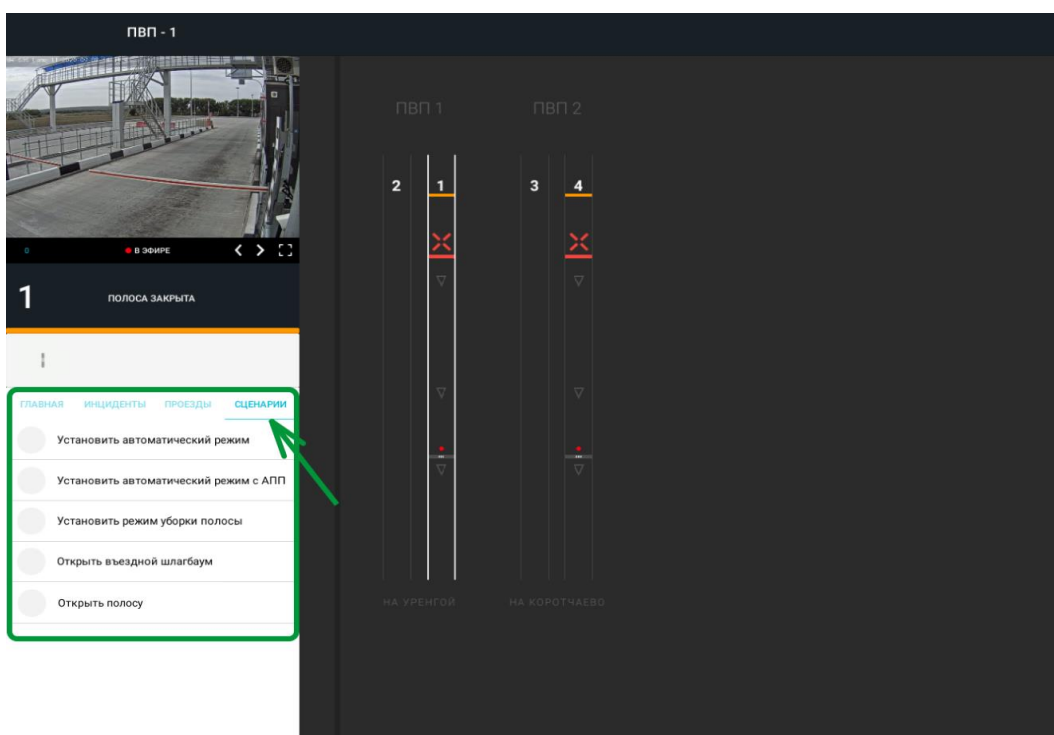 ПВП - 1
0
В ЭФИРЕ
1
ПОЛОСА ЗАКРЫТА
ГЛАВНАЯ ИНЦИДЕНТЫ ПРОЕЗДЫ СЦЕНАРИИ
Установить автоматический режим
Установить автоматический режим с АПП
Установить режим уборки полосы
Открыть въездной шлагбаум
Открыть полосу
ПВП 1 ПВП 2
2 1 3 4
НА УРЕНГОЙ НА КОРОТЧАЕВО